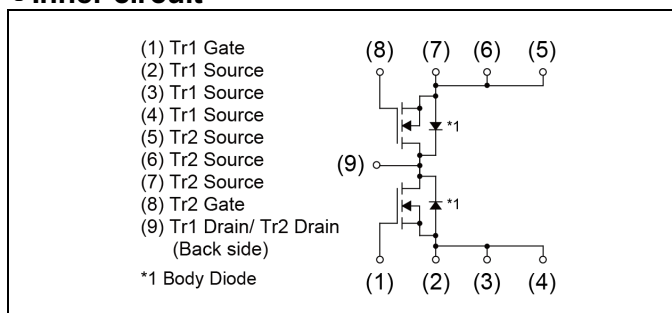 (1) Tr1 Gate
(2) Tr1 Source
(3) Tr1 Source
(4) Tr1 Source
(5) Tr2 Source
(6) Tr2 Source
(7) Tr2 Source
(8) Tr2 Gate
(9) Tr1 Drain/ Tr2 Drain
(Back side)
*1 Body Diode
(8) (7) (6) (5)
*1
(9)
*1
(1) (2) (3) (4)